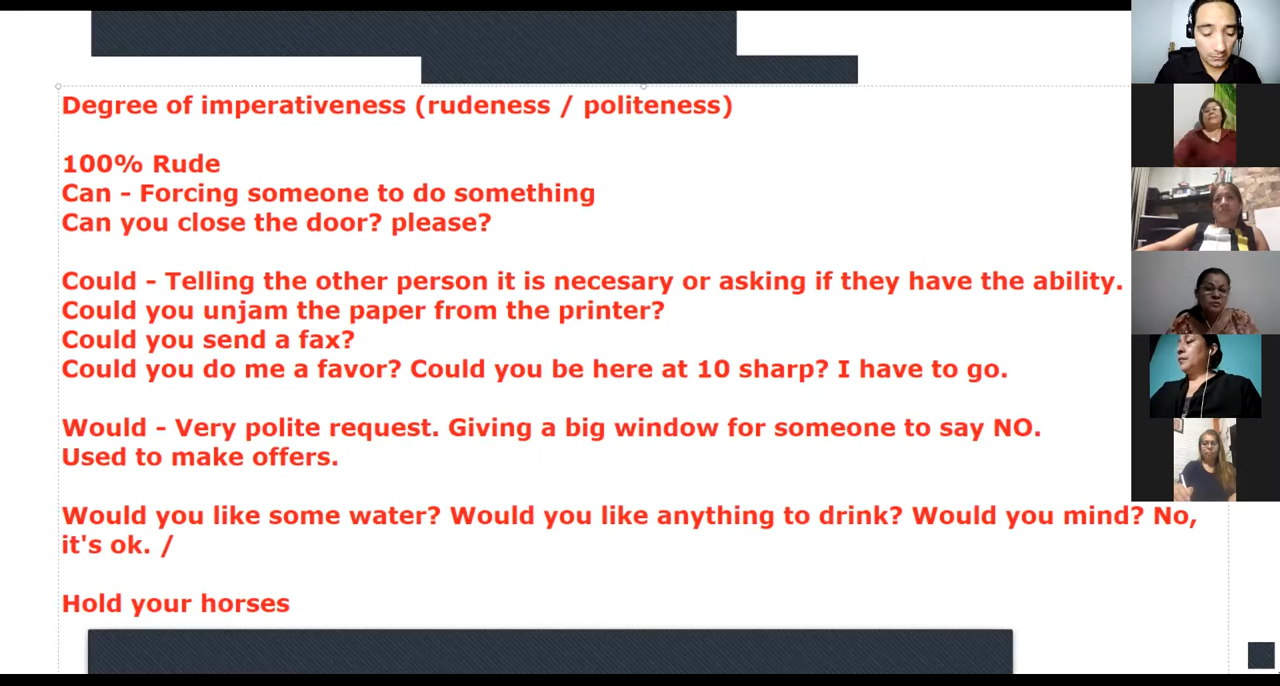 Degree of imperativeness (rudeness / politeness)
100% Rude
Can - Forcing someone to do something
Can you close the door? please?
Could - Telling the other person it is necesary or asking if they have the ability.
Could you unjam the paper from the printer?
Could you send a fax?
Could you do me a favor? Could you be here at 10 sharp? I have to go.
Would - Very polite request. Giving a big window for someone to say NO.
Used to make offers.
Would you like some water? Would you like anything to drink? Would you mind? No,
it's ok. /
Hold your horses